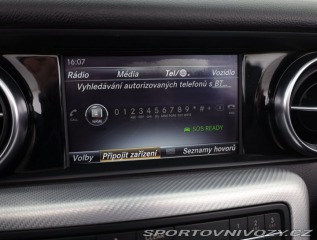 16:07
Rádio Média Tel/ Vozidlo
Vyhledávání autorizovaných telefonů s BT...
0 1 2 3 4 5 6 7 8 9 * # +
SOS-READY
Volby Připojit zařízení Seznamy hovorů
SPORTOVNIVOZY.CZ